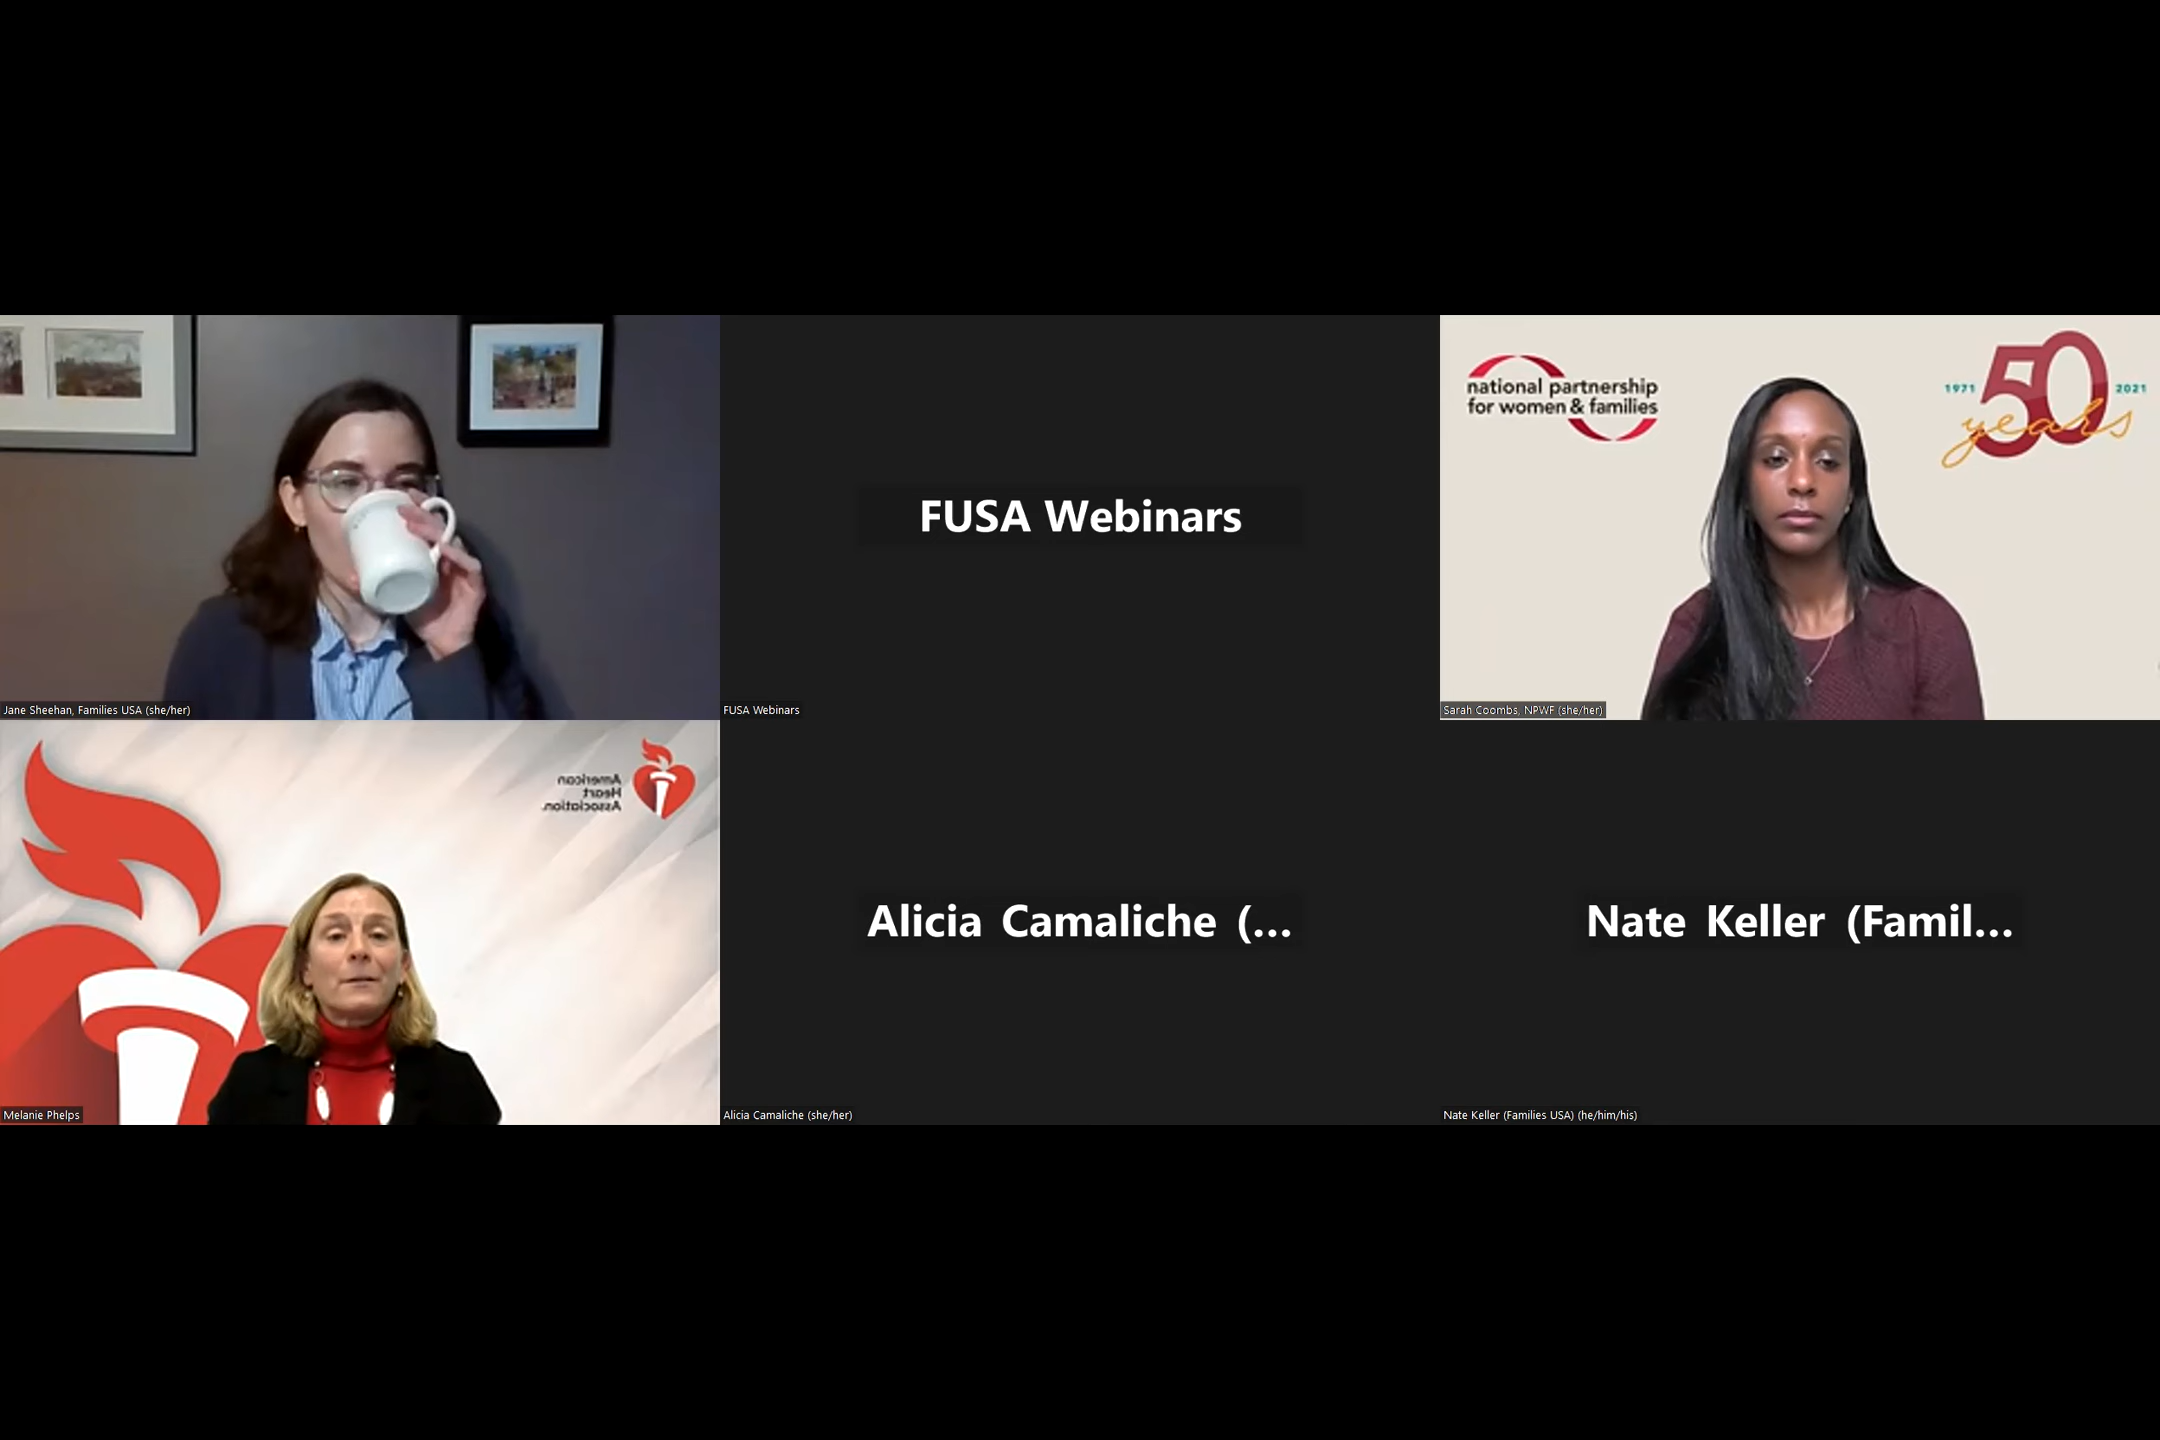 national partnership
for women & families
1971 50 2021
years
Jane Sheehan, Families USA (she/her)
FUSA Webinars
FUSA Webinars
Sarah Coombs, NPWF (she/her)
American
Heart
Association.
Melanie Phelps
Alicia Camaliche (...
Alicia Camaliche (she/her)
Nate Keller (Famil...
Nate Keller (Families USA) (he/him/his)